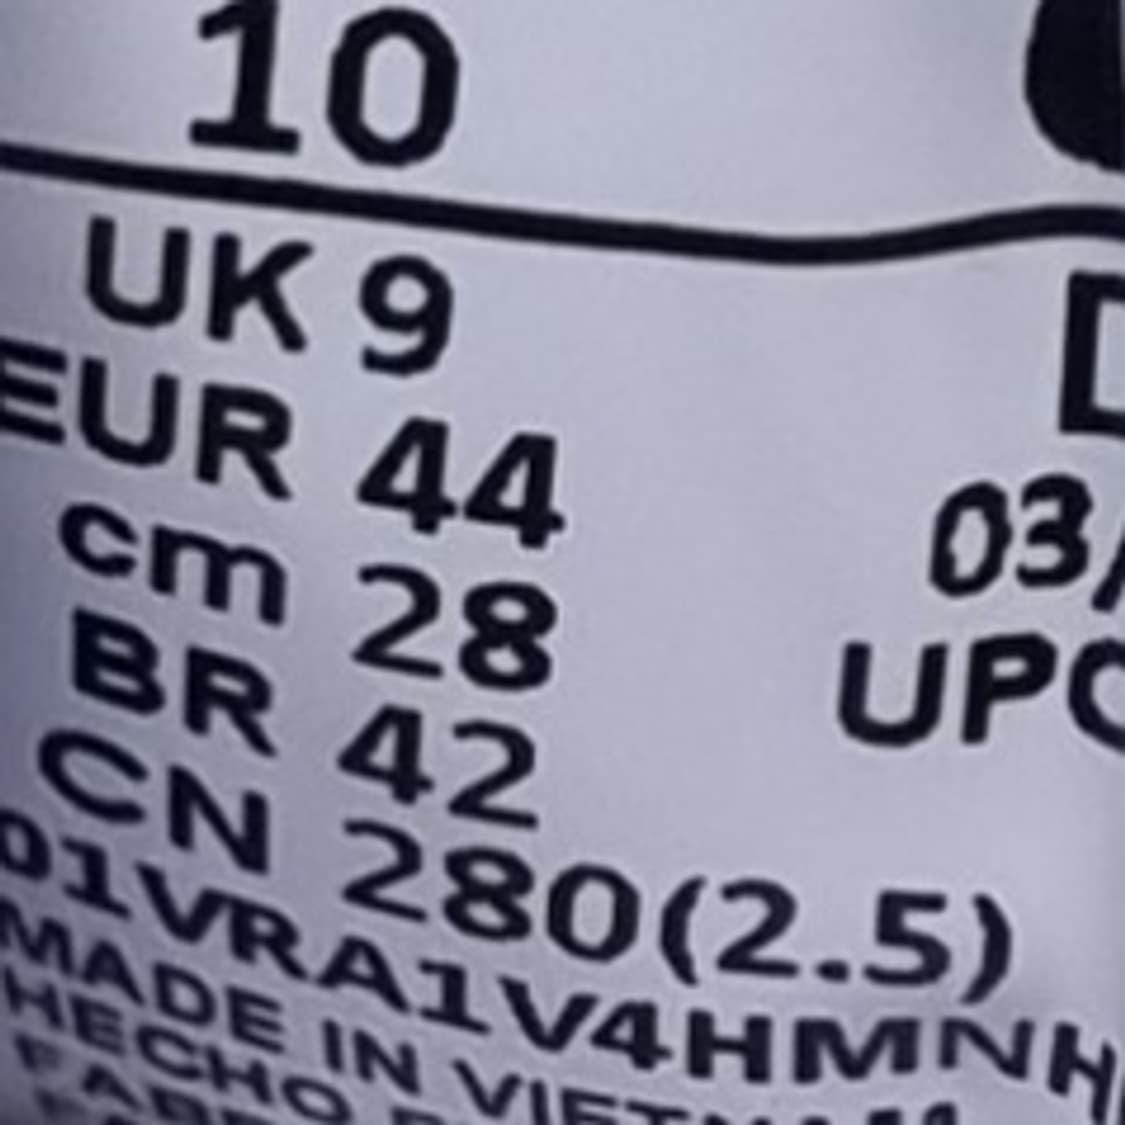 10
UK 9
EUR 44
cm 28
BR 42
CN 280(2.5)
01VRA1V4HMNH
MADE IN VIETNAM
HECHO
D
03/
UPC